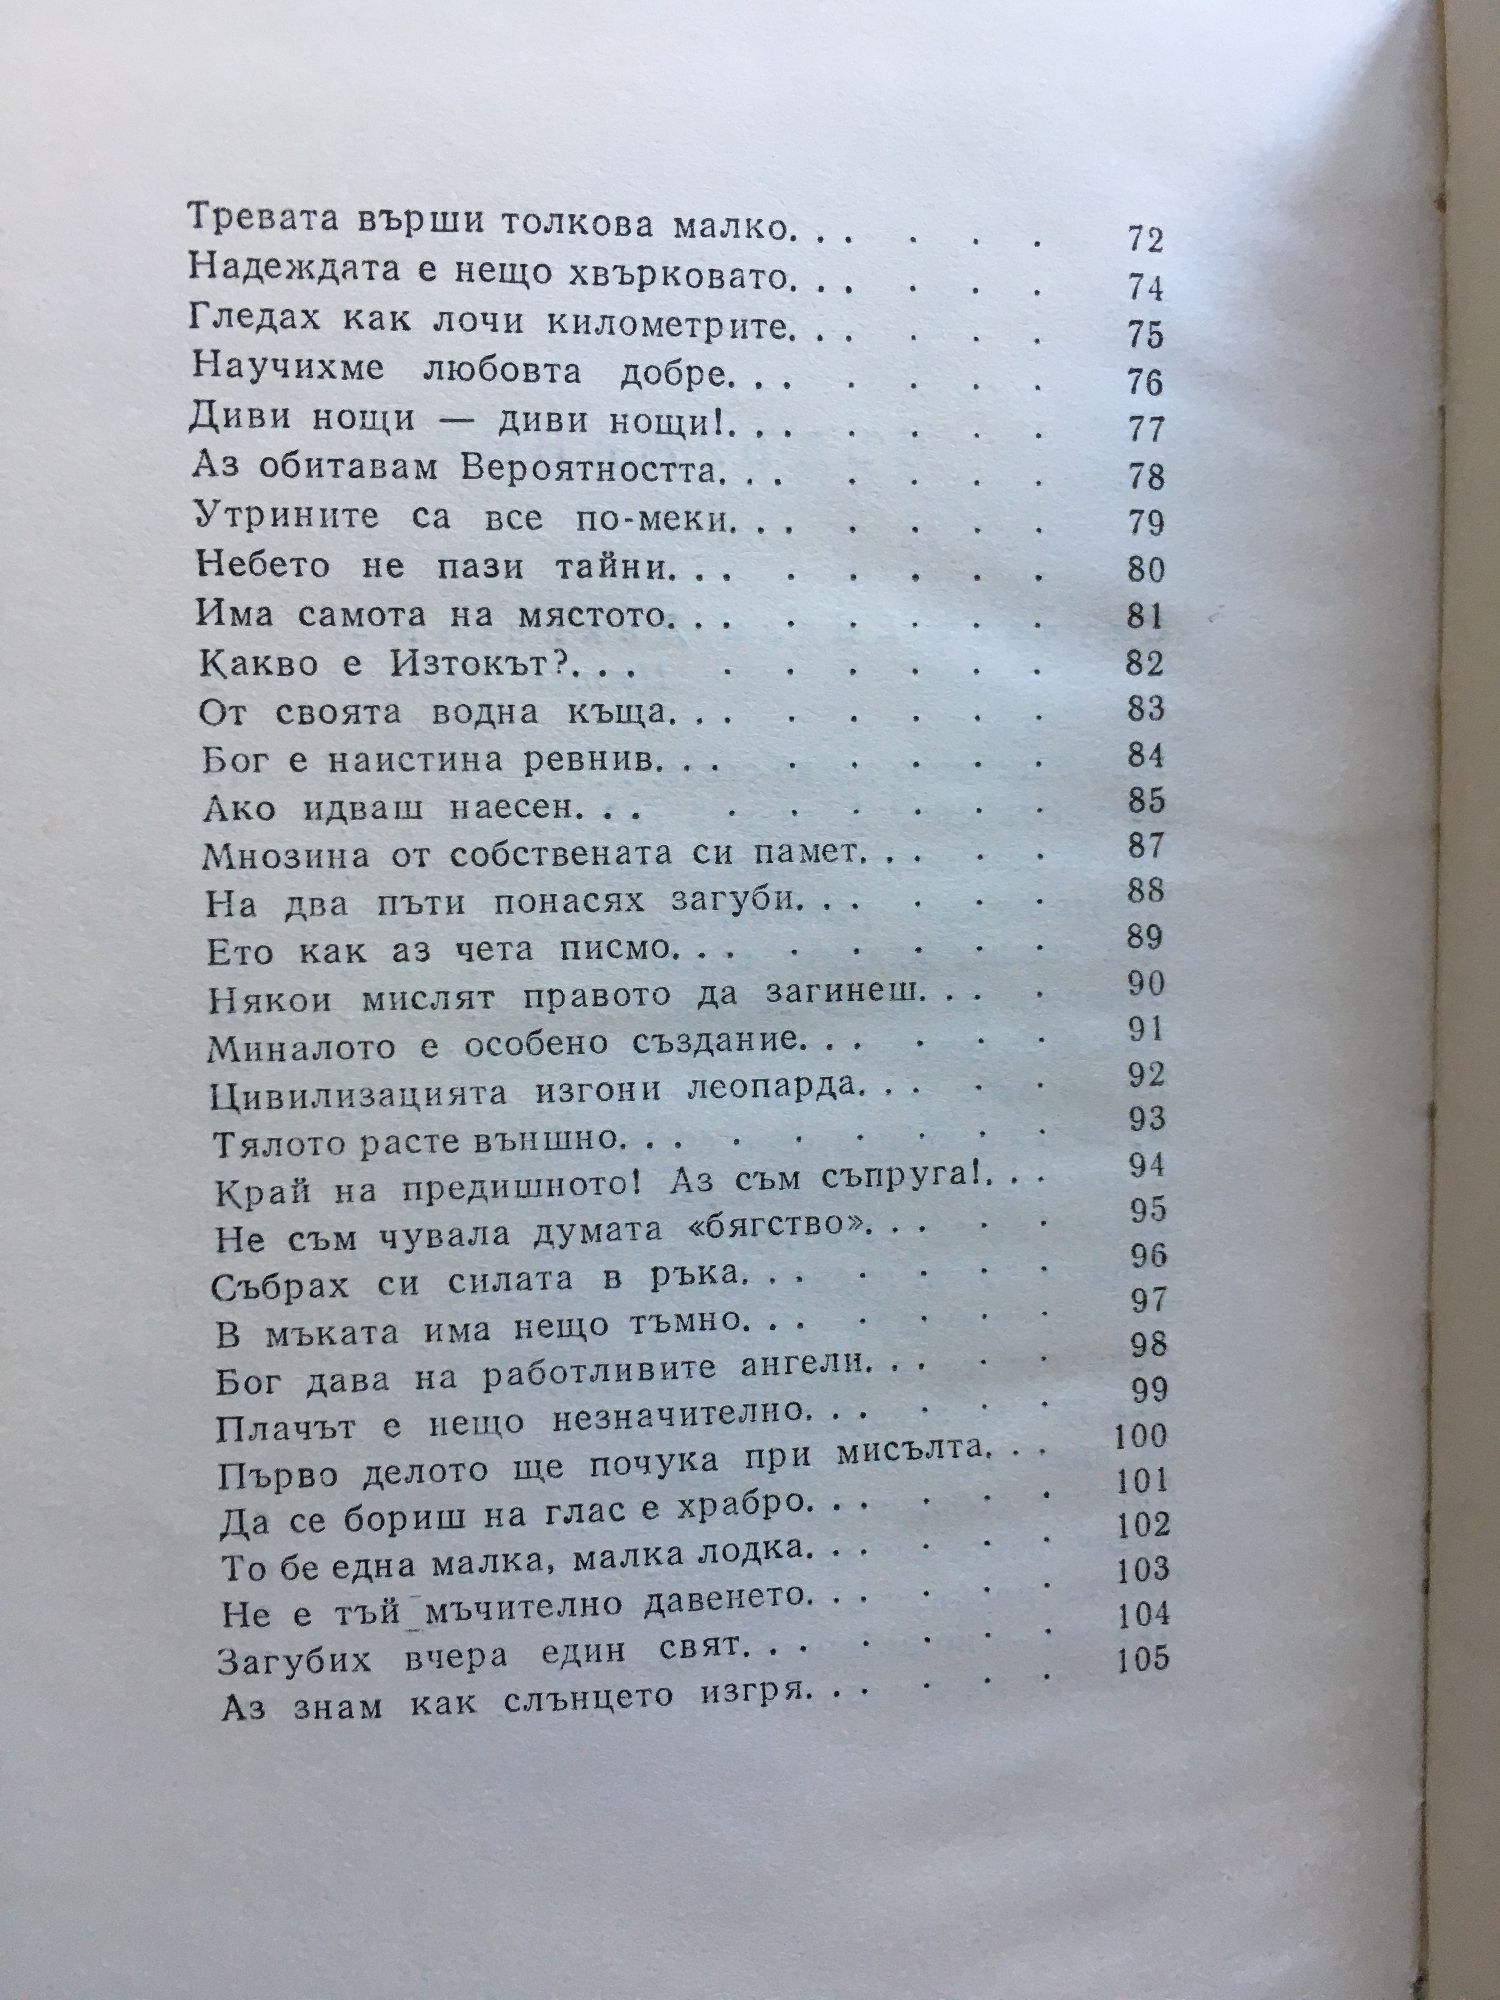 Тревата върши толкова малко. . . . . . . 72
Надеждата е нещо хвърковато. . . . . . . 74
Гледах как лочи километрите. . . . . . . 75
Научихме любовта добре. . . . . . . . 76
Диви нощи — диви нощи!. . . . . . . . 77
Аз обитавам Вероятността. . . . . . . . 78
Утрините са все по-меки. . . . . . . . 79
Небето не пази тайни. . . . . . . . . 80
Има самота на мястото. . . . . . . . . 81
Какво е Изтокът?. . . . . . . . . 82
От своята водна къща. . . . . . . . . 83
Бог е наистина ревнив. . . . . . . . 84
Ако идваш наесен. . . . . . . . . 85
Мнозина от собствената си памет. . . . . . 87
На два пъти понасях загуби. . . . . . . 88
Ето как аз чета писмо. . . . . . . . . 89
Някои мислят правото да загинеш. . . . . 90
Миналото е особено създание. . . . . . . 91
Цивилизацията изгони леопарда. . . . . . 92
Тялото расте външно. . . . . . . . . . 93
Край на предишното! Аз съм съпруга!. . . . 94
Не съм чувала думата «бягство». . . . . . 95
Събрах си силата в ръка. . . . . . . . 96
В мъката има нещо тъмно. . . . . . . . 97
Бог дава на работливите ангели. . . . . . 98
Плачът е нещо незначително. . . . . . . 99
Първо делото ще почука при мисълта. . . . 100
Да се бориш на глас е храбро. . . . . . . 101
То бе една малка, малка лодка. . . . . . . 102
Не е тъй мъчително давенето. . . . . . . 103
Загубих вчера един свят. . . . . . . . 104
Аз знам как слънцето изгря. . . . . . . 105